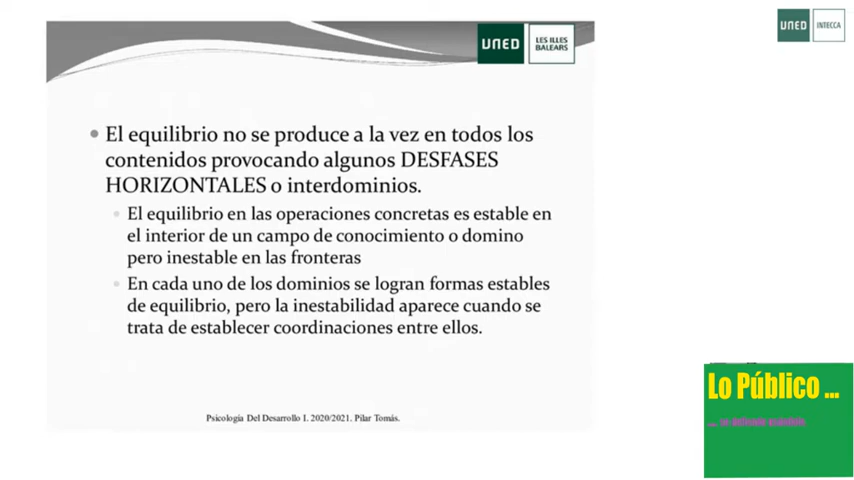 UNED
INTECCA
UNED
LES ILLES
BALEARS
El equilibrio no se produce a la vez en todos los
contenidos provocando algunos DESFASES
HORIZONTALES o interdominios.
El equilibrio en las operaciones concretas es estable en
el interior de un campo de conocimiento o domino
pero inestable en las fronteras
En cada uno de los dominios se logran formas estables
de equilibrio, pero la inestabilidad aparece cuando se
trata de establecer coordinaciones entre ellos.
Lo Público ...
Psicología Del Desarrollo I. 2020/2021. Pilar Tomás.